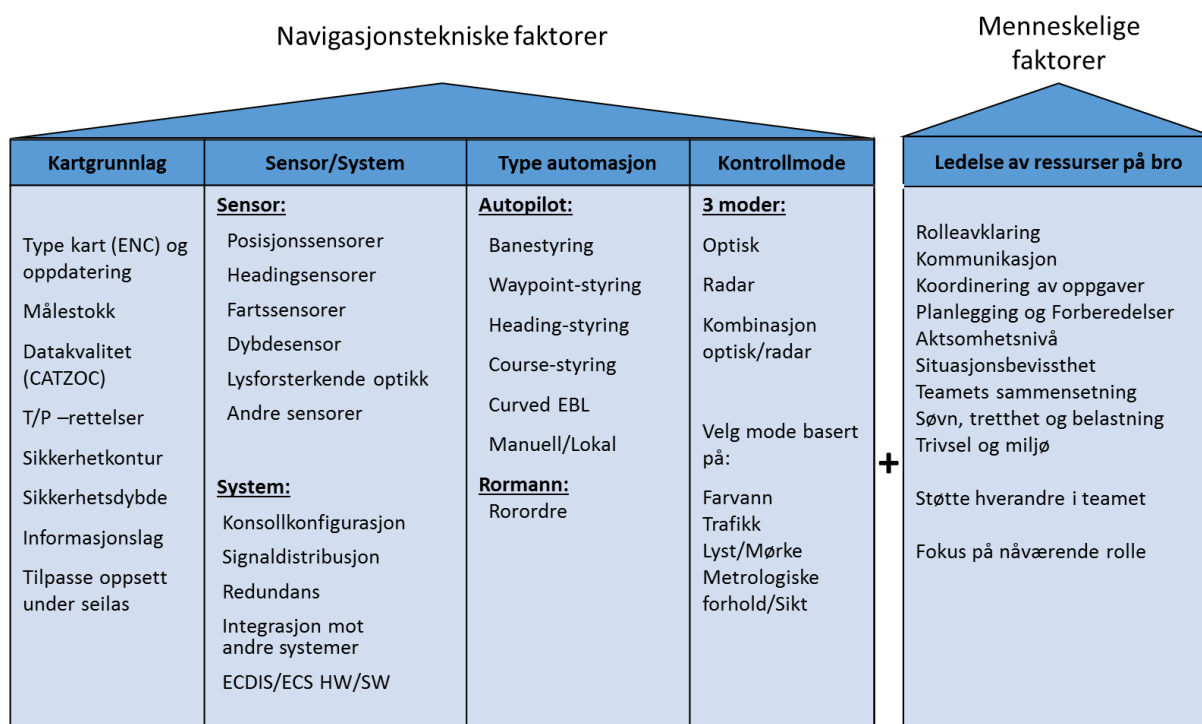 Navigasjonstekniske faktorer
Menneskelige
faktorer
Kartgrunnlag
Type kart (ENC) og
oppdatering
Målestokk
Datakvalitet
(CATZOC)
T/P –rettelser
Sikkerhetkontur
Sikkerhetsdybde
Informasjonslag
Tilpasse oppsett
under seilas
Sensor/System
Sensor:
Posisjonssensorer
Headingsensorer
Fartssensorer
Dybdesensor
Lysforsterkende optikk
Andre sensorer
System:
Konsollkonfigurasjon
Signaldistribusjon
Redundans
Integrasjon mot
andre systemer
ECDIS/ECS HW/SW
Type automasjon
Autopilot:
Banestyring
Waypoint-styring
Heading-styring
Course-styring
Curved EBL
Manuell/Lokal
Rormann:
Rorordre
Kontrollmode
3 moder:
Optisk
Radar
Kombinasjon
optisk/radar
Velg mode basert
på:
Farvann
Trafikk
Lyst/Mørke
Metrologiske
forhold/Sikt
+
Ledelse av ressurser på bro
Rolleavklaring
Kommunikasjon
Koordinering av oppgaver
Planlegging og Forberedelser
Aktsomhetsnivå
Situasjonsbevissthet
Teamets sammensetning
Søvn, tretthet og belastning
Trivsel og miljø
Støtte hverandre i teamet
Fokus på nåværende rolle